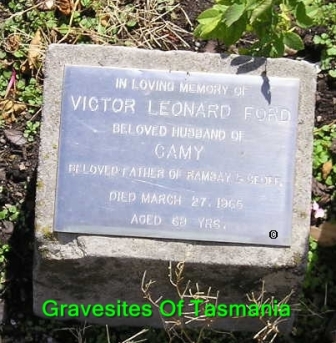 IN LOVING MEMORY OF
VICTOR LEONARD FORD
BELOVED HUSBAND OF
CAMY
BELOVED FATHER OF RAMSAY & GEOFF.
DIED MARCH 27, 1966
AGED 69 YRS.
Gravesites Of Tasmania